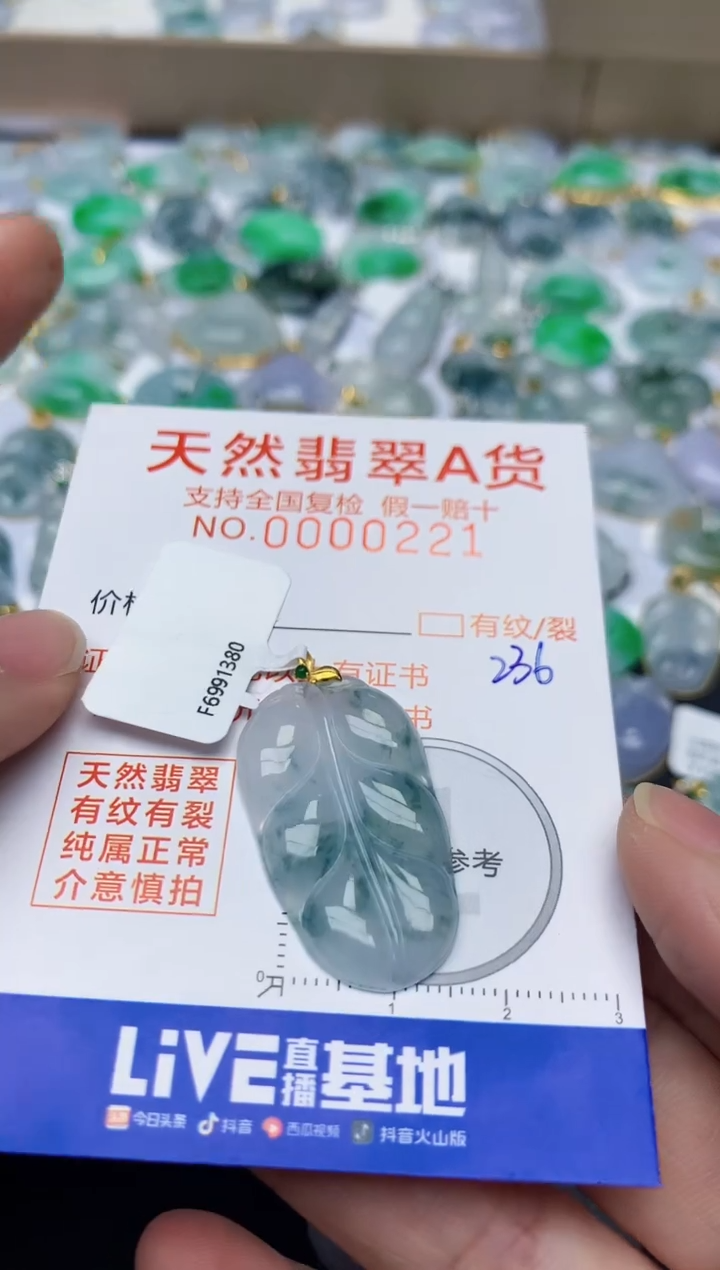 天然翡翠A货
支持全国复检 假一赔十
NO.0000221
价格
有纹/裂
236
F6991380
证
有证书
书
天然翡翠
有纹有裂
纯属正常
介意慎拍
参考
0
1
2
3
LiVE直播基地
今日头条 抖音 西瓜视频 抖音火山版